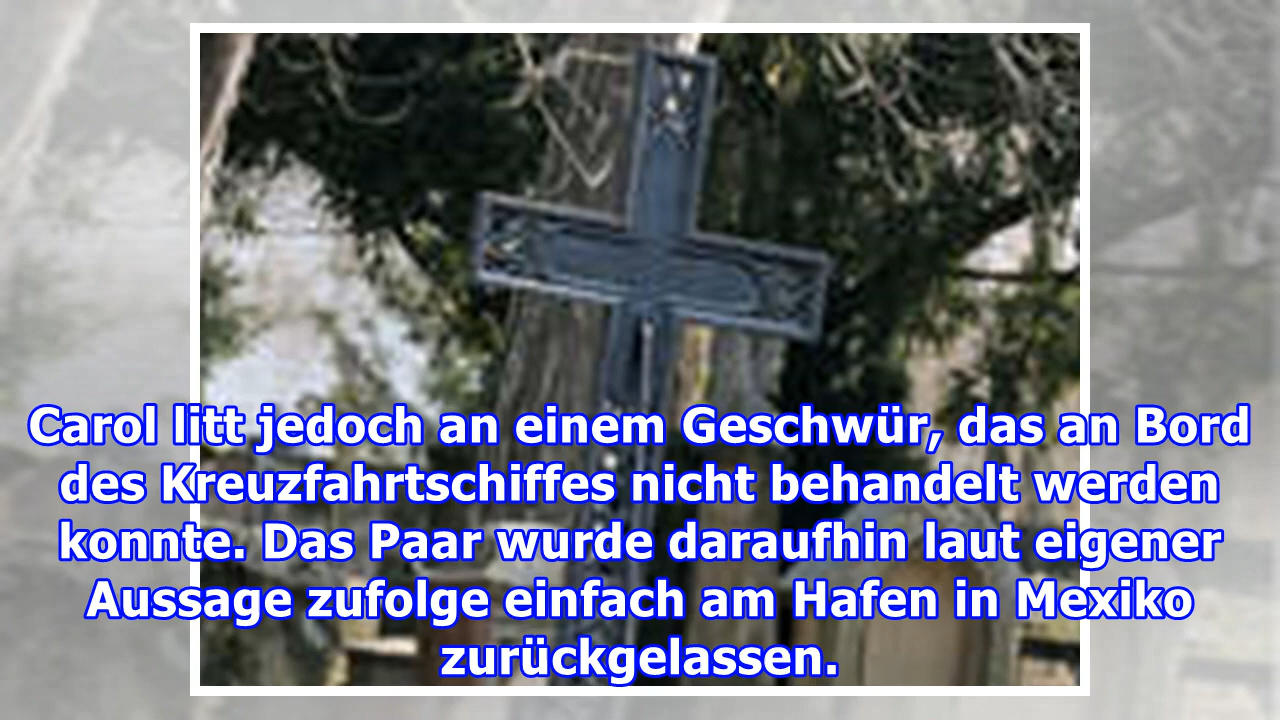 Carol litt jedoch an einem Geschwür, das an Bord
des Kreuzfahrtschiffes nicht behandelt werden
konnte. Das Paar wurde daraufhin laut eigener
Aussage zufolge einfach am Hafen in Mexiko
zurückgelassen.